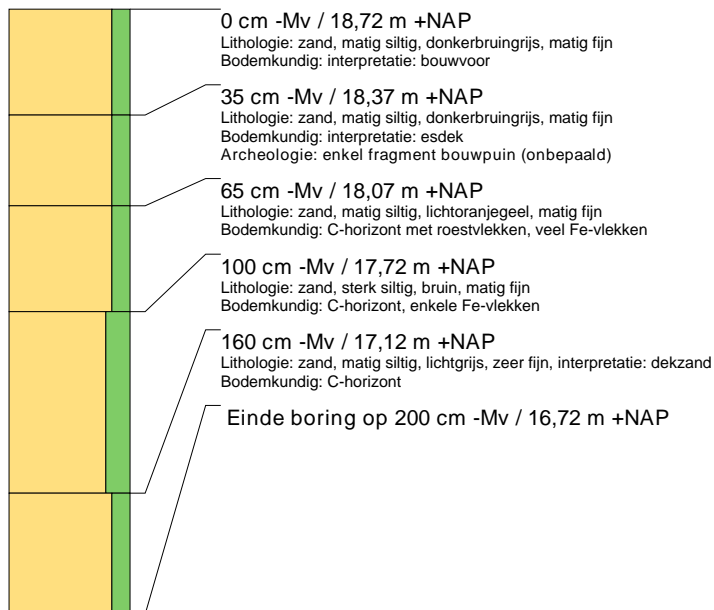 0 cm -Mv / 18,72 m +NAP
Lithologie: zand, matig siltig, donkerbruingrijs, matig fijn
Bodemkundig: interpretatie: bouwvoor
35 cm -Mv / 18,37 m +NAP
Lithologie: zand, matig siltig, donkerbruingrijs, matig fijn
Bodemkundig: interpretatie: esdek
Archeologie: enkel fragment bouwpuin (onbepaald)
65 cm -Mv / 18,07 m +NAP
Lithologie: zand, matig siltig, lichtoranjegeel, matig fijn
Bodemkundig: C-horizont met roestvlekken, veel Fe-vlekken
100 cm -Mv / 17,72 m +NAP
Lithologie: zand, sterk siltig, bruin, matig fijn
Bodemkundig: C-horizont, enkele Fe-vlekken
160 cm -Mv / 17,12 m +NAP
Lithologie: zand, matig siltig, lichtgrijs, zeer fijn, interpretatie: dekzand
Bodemkundig: C-horizont
Einde boring op 200 cm -Mv / 16,72 m +NAP